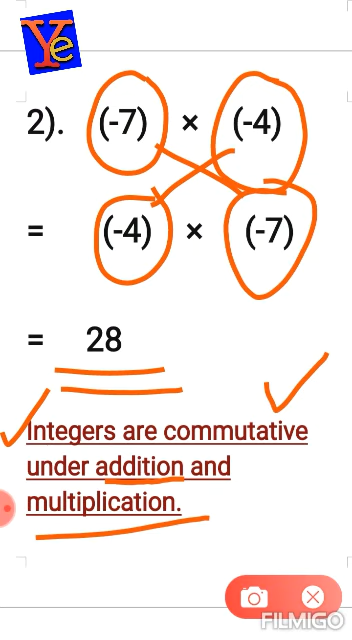 Ye
2). (-7) × (-4)
= (-4) × (-7)
= 28
Integers are commutative
under addition and
multiplication.
FILMIGO